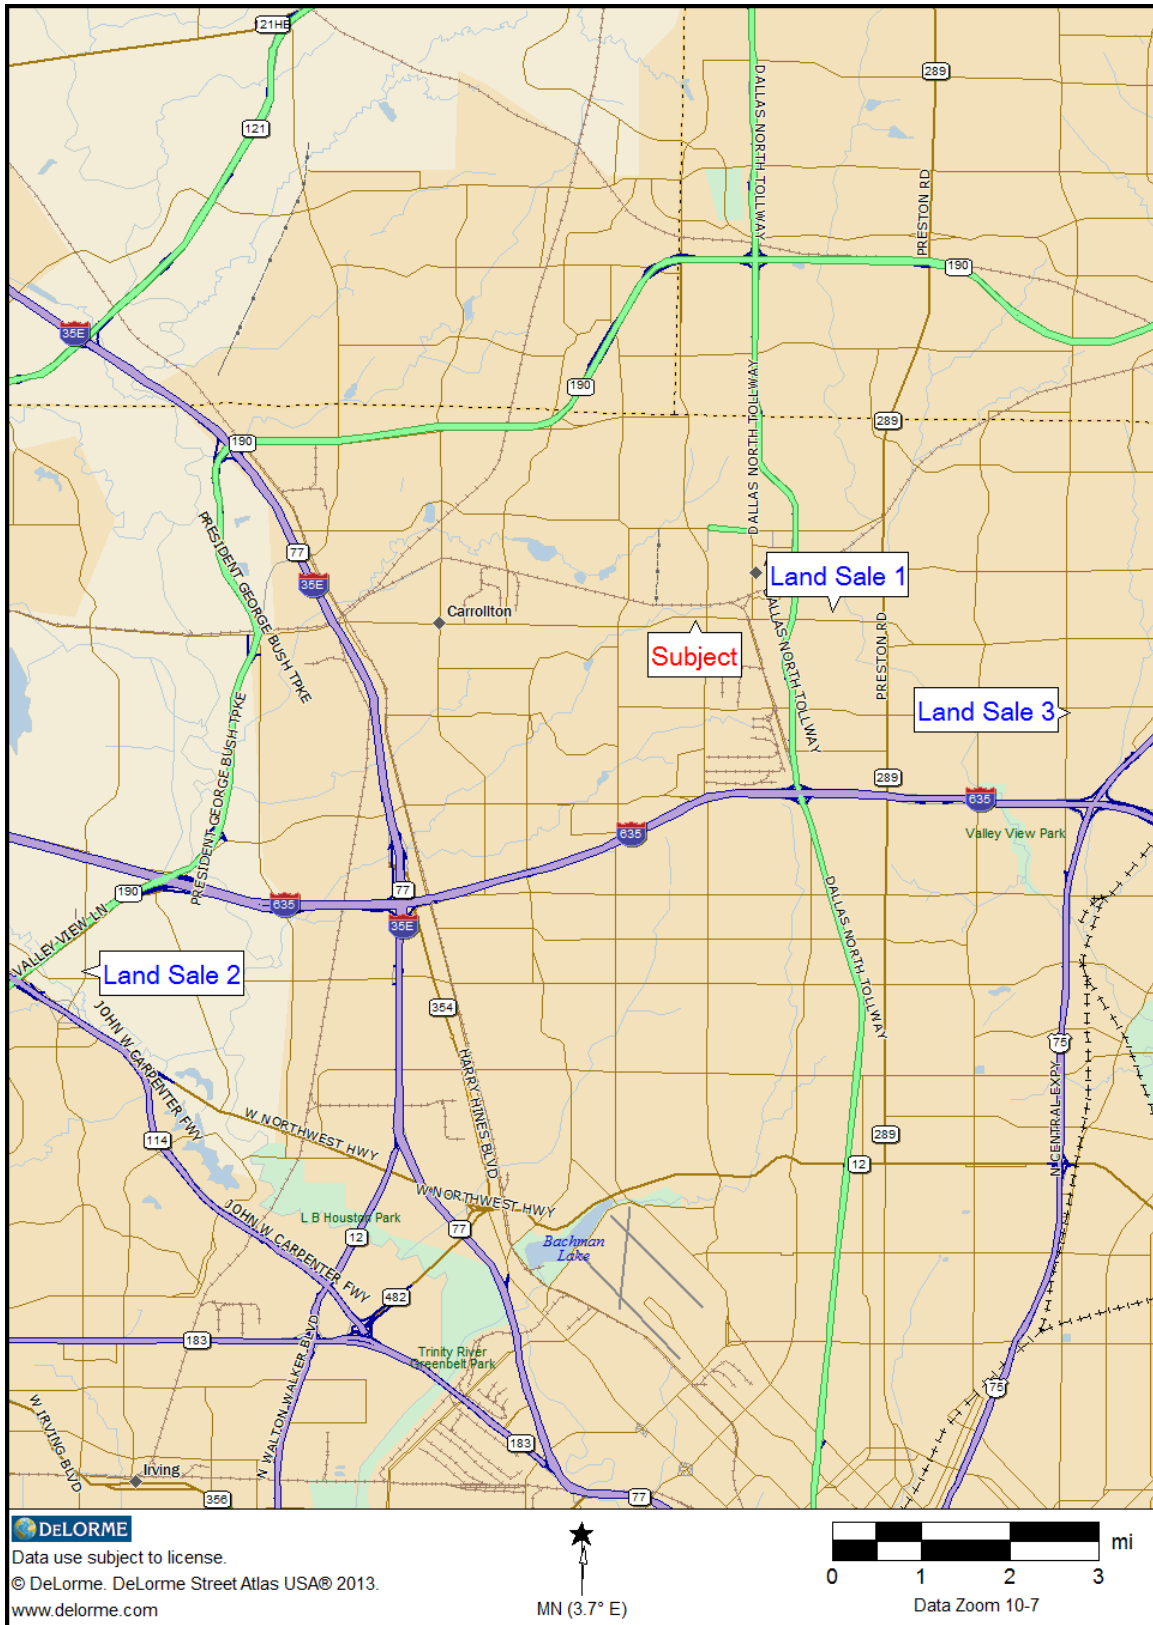 121HB
289
121
DALLAS NORTH TOLLWAY
PRESTON RD
190
35E
190
DALLAS NORTH TOLLWAY
289
190
PRESIDENT GEORGE BUSH TPKE
77
35E
Land Sale 1
Carrollton
Subject
DALLAS NORTH TOLLWAY
PRESTON RD
Land Sale 3
PRESIDENT GEORGE BUSH TPKE
289
635
635
Valley View Park
190
635
77
35E
DALLAS NORTH TOLLWAY
VALLEY VIEW LN
Land Sale 2
JOHN W CARPENTER FWY
354
HARRY HINES BLVD
75
N CENTRAL EXPY
114
W NORTHWEST HWY
289
12
W NORTHWEST HWY
L B Houston Park
JOHN W CARPENTER FWY
12
77
Bachman
Lake
482
183
N WALTON WALKER BLVD
Trinity River
Greenbelt Park
75
W IRVING BLVD
183
Irving
356
77
DELORME
Data use subject to license.
© DeLorme. DeLorme Street Atlas USA® 2013.
www.delorme.com
MN (3.7° E)
mi
0 1 2 3
Data Zoom 10-7